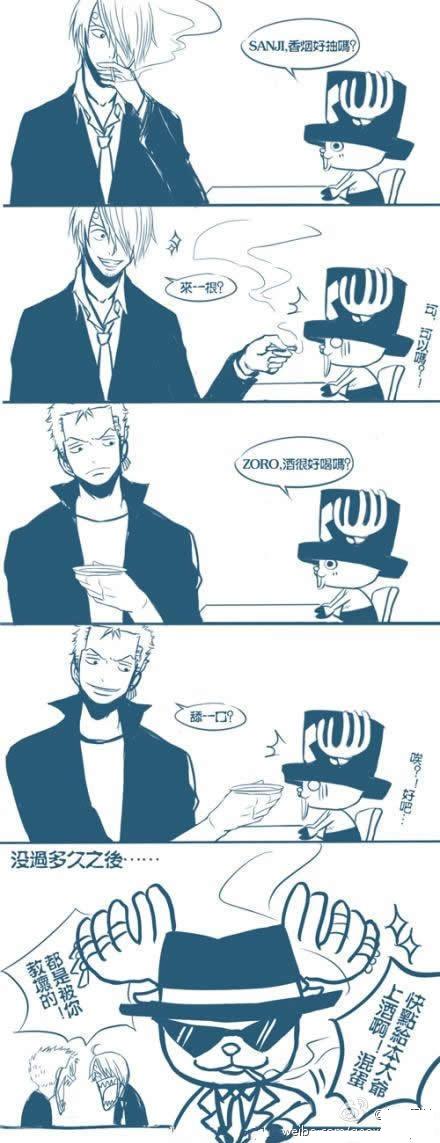 SANJI,香烟好抽嗎?
來一根?
可，可以嗎?！
ZORO,酒很好喝嗎?
舔一口?
唉?！好吧…
没過多久之後……
都是被你
教壞的！
快點給本大爺
上酒啊！混蛋